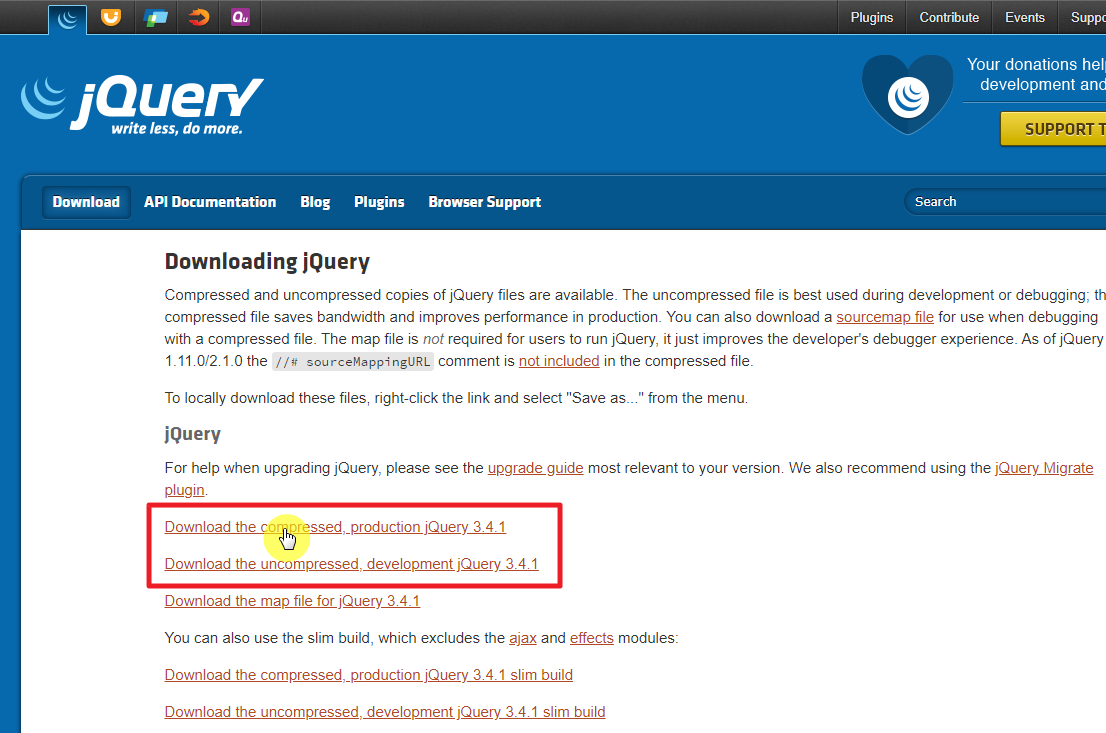 Qu
Plugins Contribute Events Suppo
jQuery
write less, do more.
Your donations help
development and
SUPPORT T
Download API Documentation Blog Plugins Browser Support Search
Downloading jQuery
Compressed and uncompressed copies of jQuery files are available. The uncompressed file is best used during development or debugging; th
compressed file saves bandwidth and improves performance in production. You can also download a sourcemap file for use when debugging
with a compressed file. The map file is not required for users to run jQuery, it just improves the developer's debugger experience. As of jQuery
1.11.0/2.1.0 the //# sourceMappingURL comment is not included in the compressed file.
To locally download these files, right-click the link and select "Save as..." from the menu.
jQuery
For help when upgrading jQuery, please see the upgrade guide most relevant to your version. We also recommend using the jQuery Migrate
plugin.
Download the compressed, production jQuery 3.4.1
Download the uncompressed, development jQuery 3.4.1
Download the map file for jQuery 3.4.1
You can also use the slim build, which excludes the ajax and effects modules:
Download the compressed, production jQuery 3.4.1 slim build
Download the uncompressed, development jQuery 3.4.1 slim build